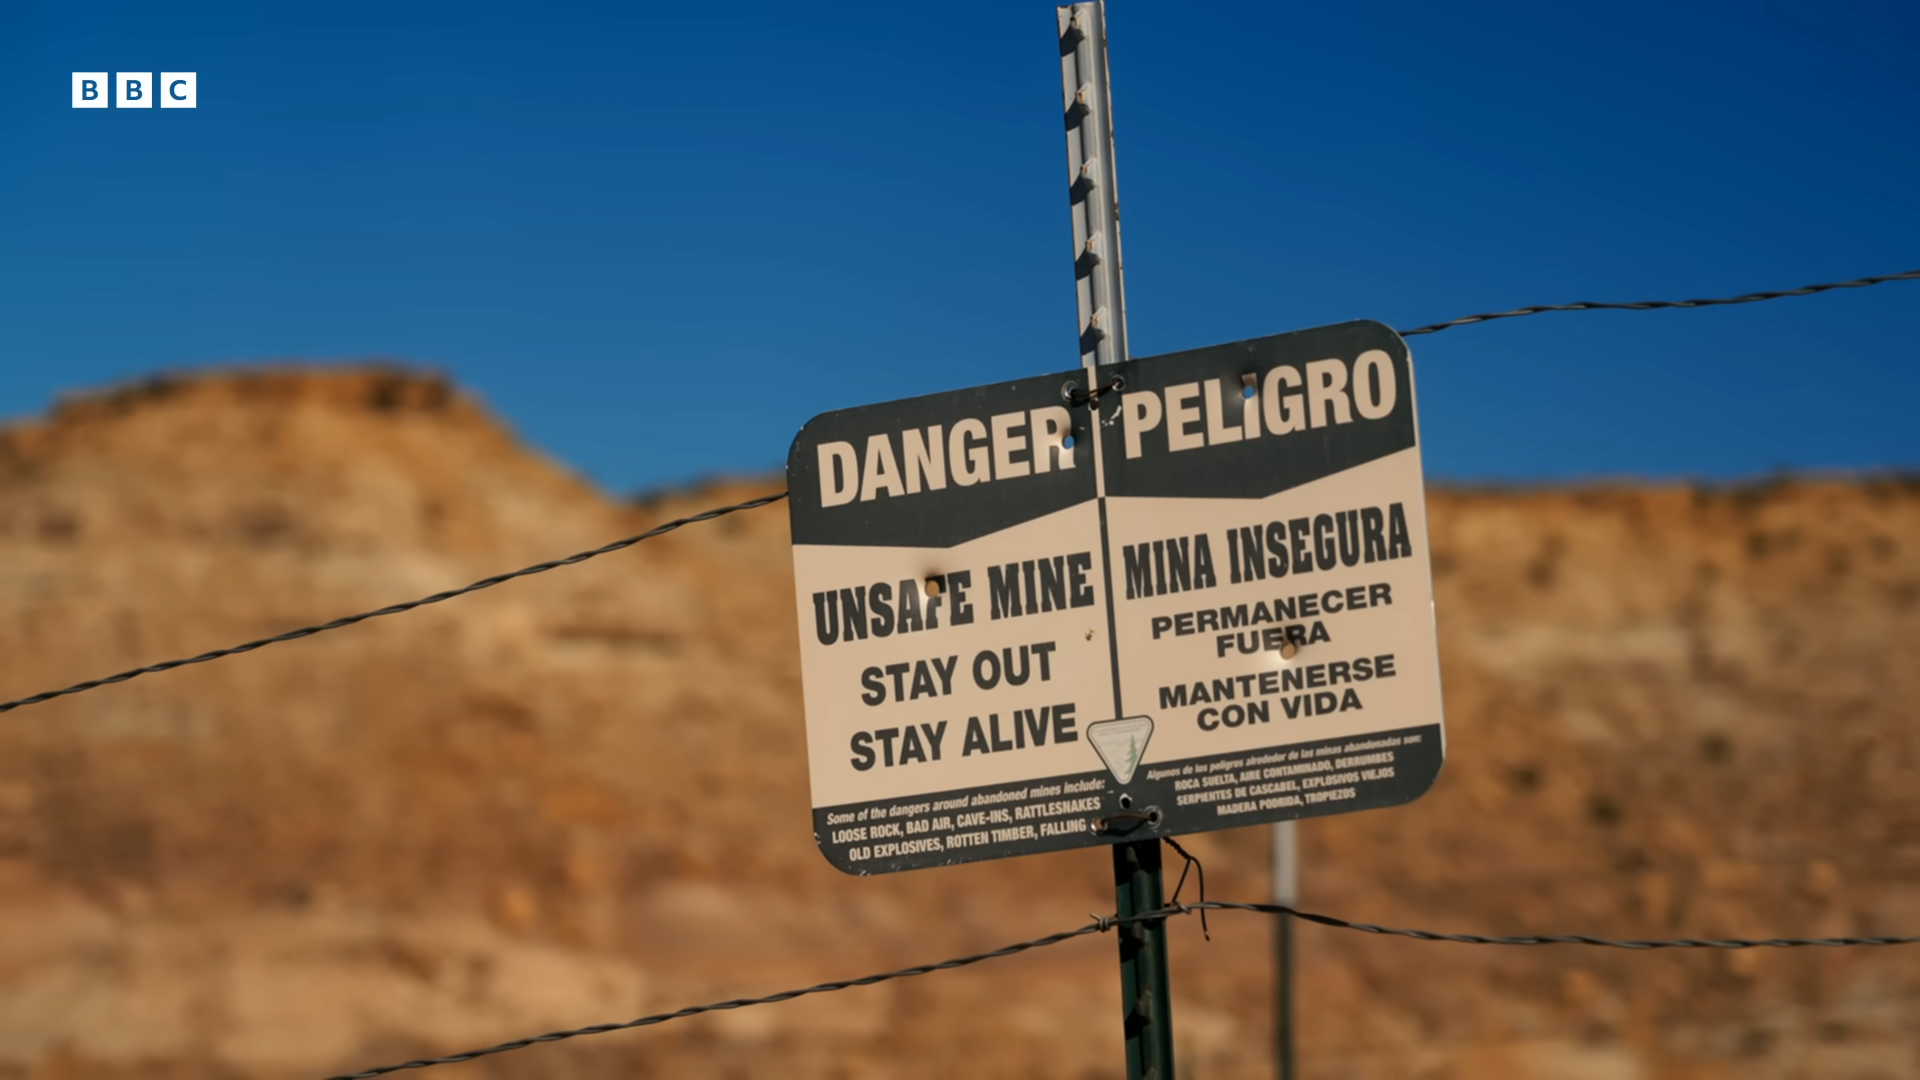 BBC
DANGER
UNSAFE MINE
STAY OUT
STAY ALIVE
Some of the dangers around abandoned mines include:
LOOSE ROCK, BAD AIR, CAVE-INS, RATTLESNAKES
OLD EXPLOSIVES, ROTTEN TIMBER, FALLING
PELIGRO
MINA INSEGURA
PERMANECER
FUERA
MANTENERSE
CON VIDA
Algunos de los peligros alrededor de las minas abandonadas son:
ROCA SUELTA, AIRE CONTAMINADO, DERRUMBES
SERPIENTES DE CASCABEL, EXPLOSIVOS VIEJOS
MADERA PODRIDA, TROPIEZOS